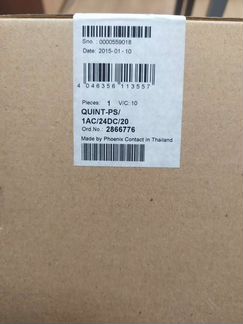 Sno.: 0000559018
Date: 2015-01-10
4 046356 113557
Pieces: 1 V/C: 10
QUINT-PS/
1AC/24DC/20
Ord.No.: 2866776
Made by Phoenix Contact in Thailand